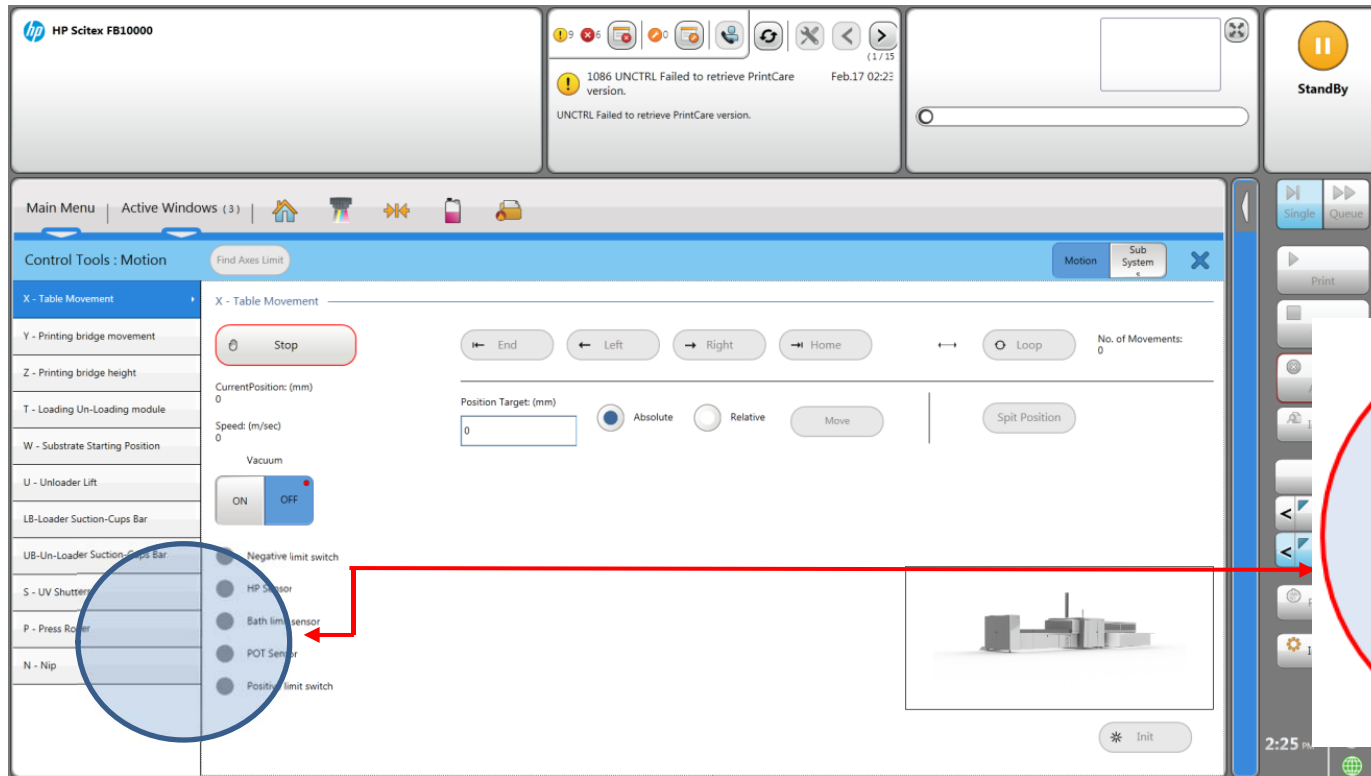 hp HP Scitex FB10000
9 6 0
(1 / 15
1086 UNCTRL Failed to retrieve PrintCare version. Feb.17 02:23
UNCTRL Failed to retrieve PrintCare version.
StandBy
Main Menu | Active Windows (3) |
Single Queue
Control Tools : Motion
Find Axes Limit
Motion
Sub
System
s
Print
X - Table Movement
Y - Printing bridge movement
Z - Printing bridge height
T - Loading Un-Loading module
W - Substrate Starting Position
U - Unloader Lift
LB-Loader Suction-Cups Bar
UB-Un-Loader Suction-Cups Bar
S - UV Shutters
P - Press Roller
N - Nip
X - Table Movement
Stop
End
Left
Right
Home
Loop
No. of Movements:
0
CurrentPosition: (mm)
0
Speed: (m/sec)
0
Position Target: (mm)
0
Absolute
Relative
Move
Spit Position
Vacuum
ON
OFF
Negative limit switch
HP Sensor
Bath limit sensor
POT Sensor
Positive limit switch
Init
2:25 PM